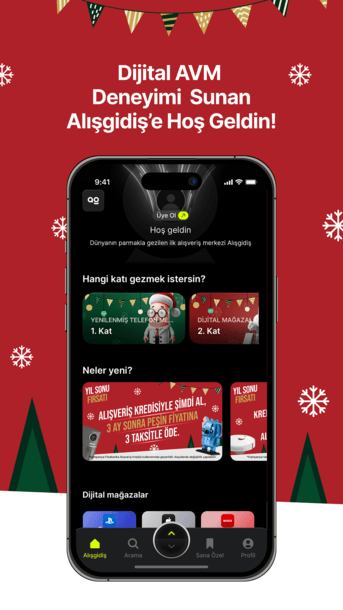 Dijital AVM
Deneyimi Sunan
Alışgidiş’e Hoş Geldin!
9:41
Üye Ol
Hoş geldin
Dünyanın parmakla gezilen ilk alışveriş merkezi Alışgidiş
Hangi katı gezmek istersin?
YENİLENMİŞ TELEFON ME
1. Kat
DİJİTAL MAĞAZAL
2. Kat
Neler yeni?
YIL SONU
FIRSATI
ALIŞVERİŞ KREDİSİYLE ŞİMDİ AL,
3 AY SONRA PEŞİN FİYATINA
3 TAKSİTLE ÖDE.
YIL SONU
FIRSATI
KRE
Dijital mağazalar
Alışgidiş
Arama
Sana Özel
Profil